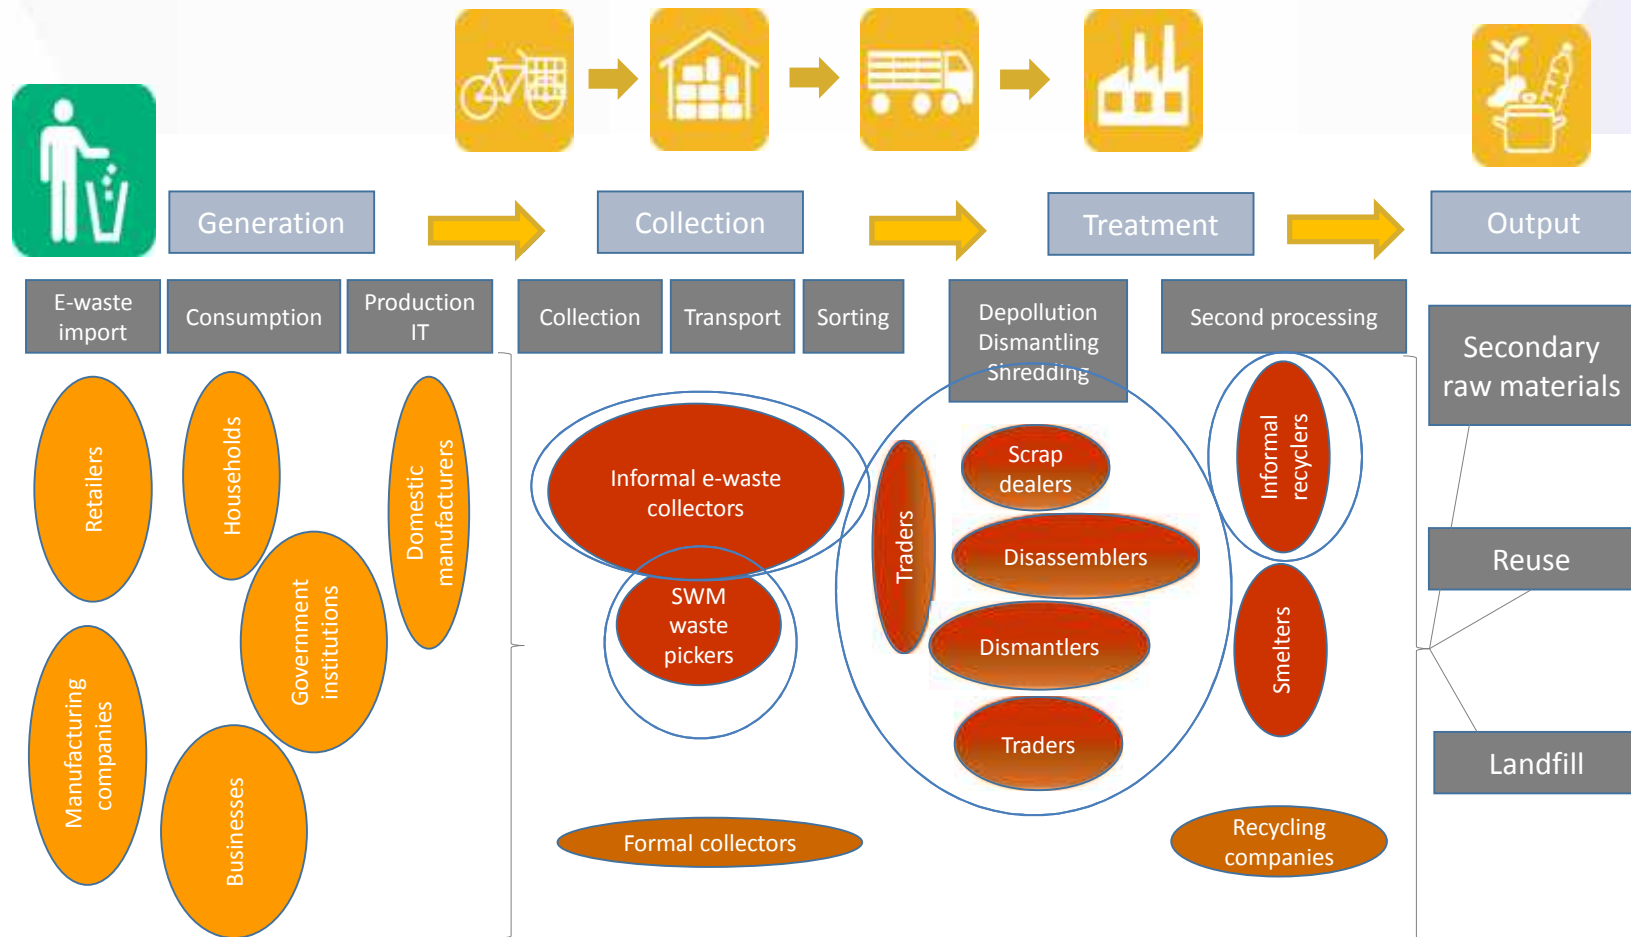 Generation
Collection
Treatment
Output
E-waste
import
Consumption
Production
IT
Collection
Transport
Sorting
Depollution
Dismantling
Shredding
Second processing
Secondary
raw materials
Retailers
Households
Domestic
manufacturers
Manufacturing
companies
Government
institutions
Businesses
Informal e-waste
collectors
SWM
waste
pickers
Formal collectors
Traders
Scrap
dealers
Disassemblers
Dismantlers
Traders
Informal
recyclers
Smelters
Recycling
companies
Reuse
Landfill